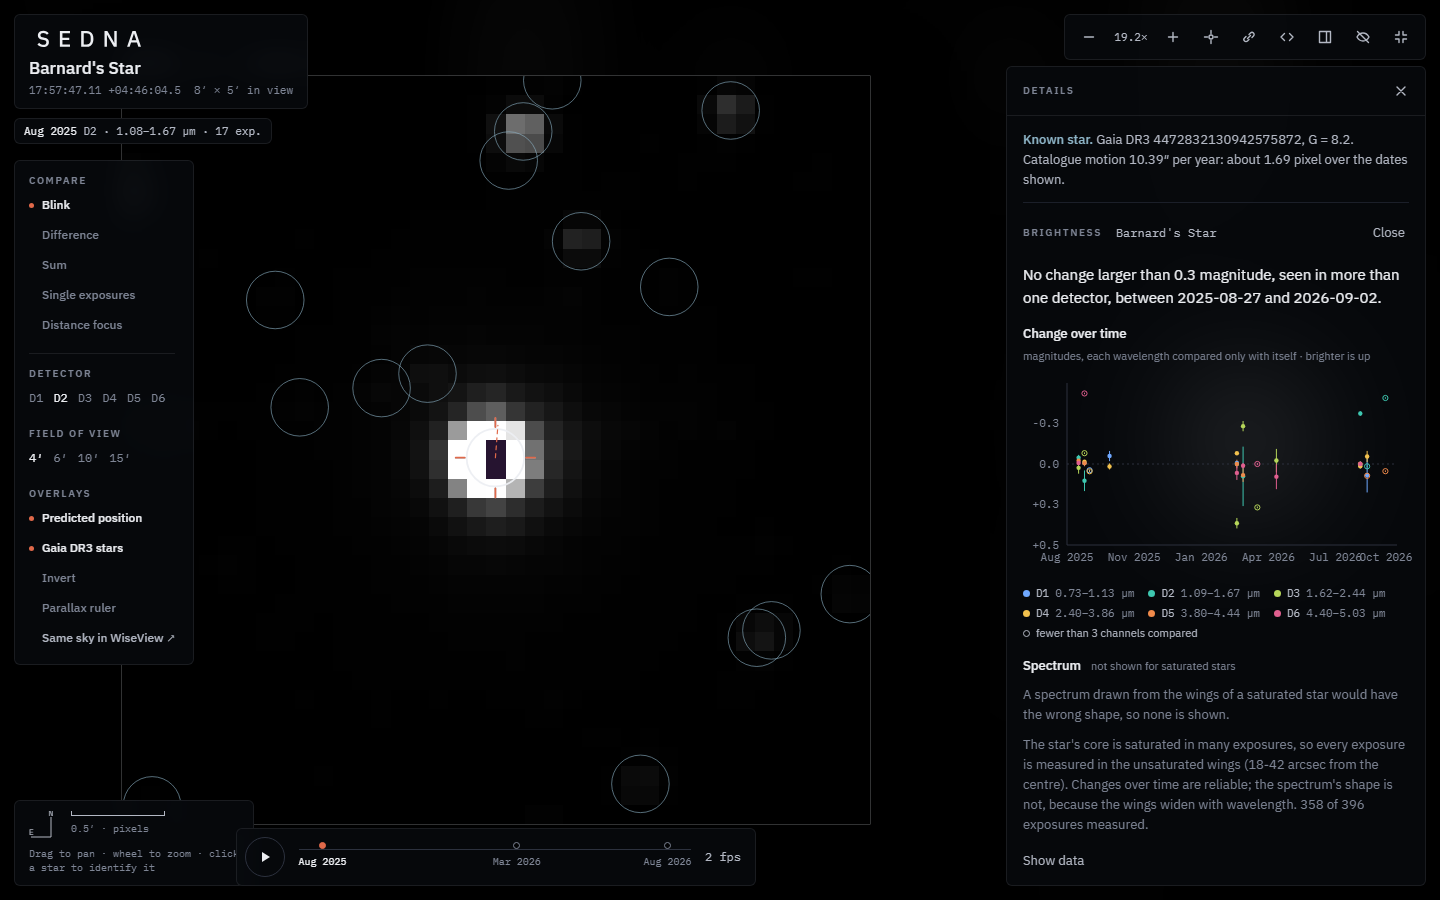 SEDNA
Barnard's Star
17:57:47.11 +04:46:04.5 8′ × 5′ in view
Aug 2025 D2 · 1.08–1.67 µm · 17 exp.
COMPARE
Blink
Difference
Sum
Single exposures
Distance focus
DETECTOR
D1 D2 D3 D4 D5 D6
FIELD OF VIEW
4′ 6′ 10′ 15′
OVERLAYS
Predicted position
Gaia DR3 stars
Invert
Parallax ruler
Same sky in WiseView ↗
N
E
0.5′ · pixels
Drag to pan · wheel to zoom · click
a star to identify it
Aug 2025
Mar 2026
Aug 2026
2 fps
19.2×
DETAILS
Known star. Gaia DR3 4472832130942575872, G = 8.2.
Catalogue motion 10.39″ per year: about 1.69 pixel over the dates
shown.
BRIGHTNESS Barnard's Star Close
No change larger than 0.3 magnitude, seen in more than
one detector, between 2025-08-27 and 2026-09-02.
Change over time
magnitudes, each wavelength compared only with itself · brighter is up
-0.3
0.0
+0.3
+0.5
Aug 2025 Nov 2025 Jan 2026 Apr 2026 Jul 2026 Oct 2026
D1 0.73–1.13 µm D2 1.09–1.67 µm D3 1.62–2.44 µm
D4 2.40–3.86 µm D5 3.80–4.44 µm D6 4.40–5.03 µm
fewer than 3 channels compared
Spectrum not shown for saturated stars
A spectrum drawn from the wings of a saturated star would have
the wrong shape, so none is shown.
The star's core is saturated in many exposures, so every exposure
is measured in the unsaturated wings (18-42 arcsec from the
centre). Changes over time are reliable; the spectrum's shape is
not, because the wings widen with wavelength. 358 of 396
exposures measured.
Show data